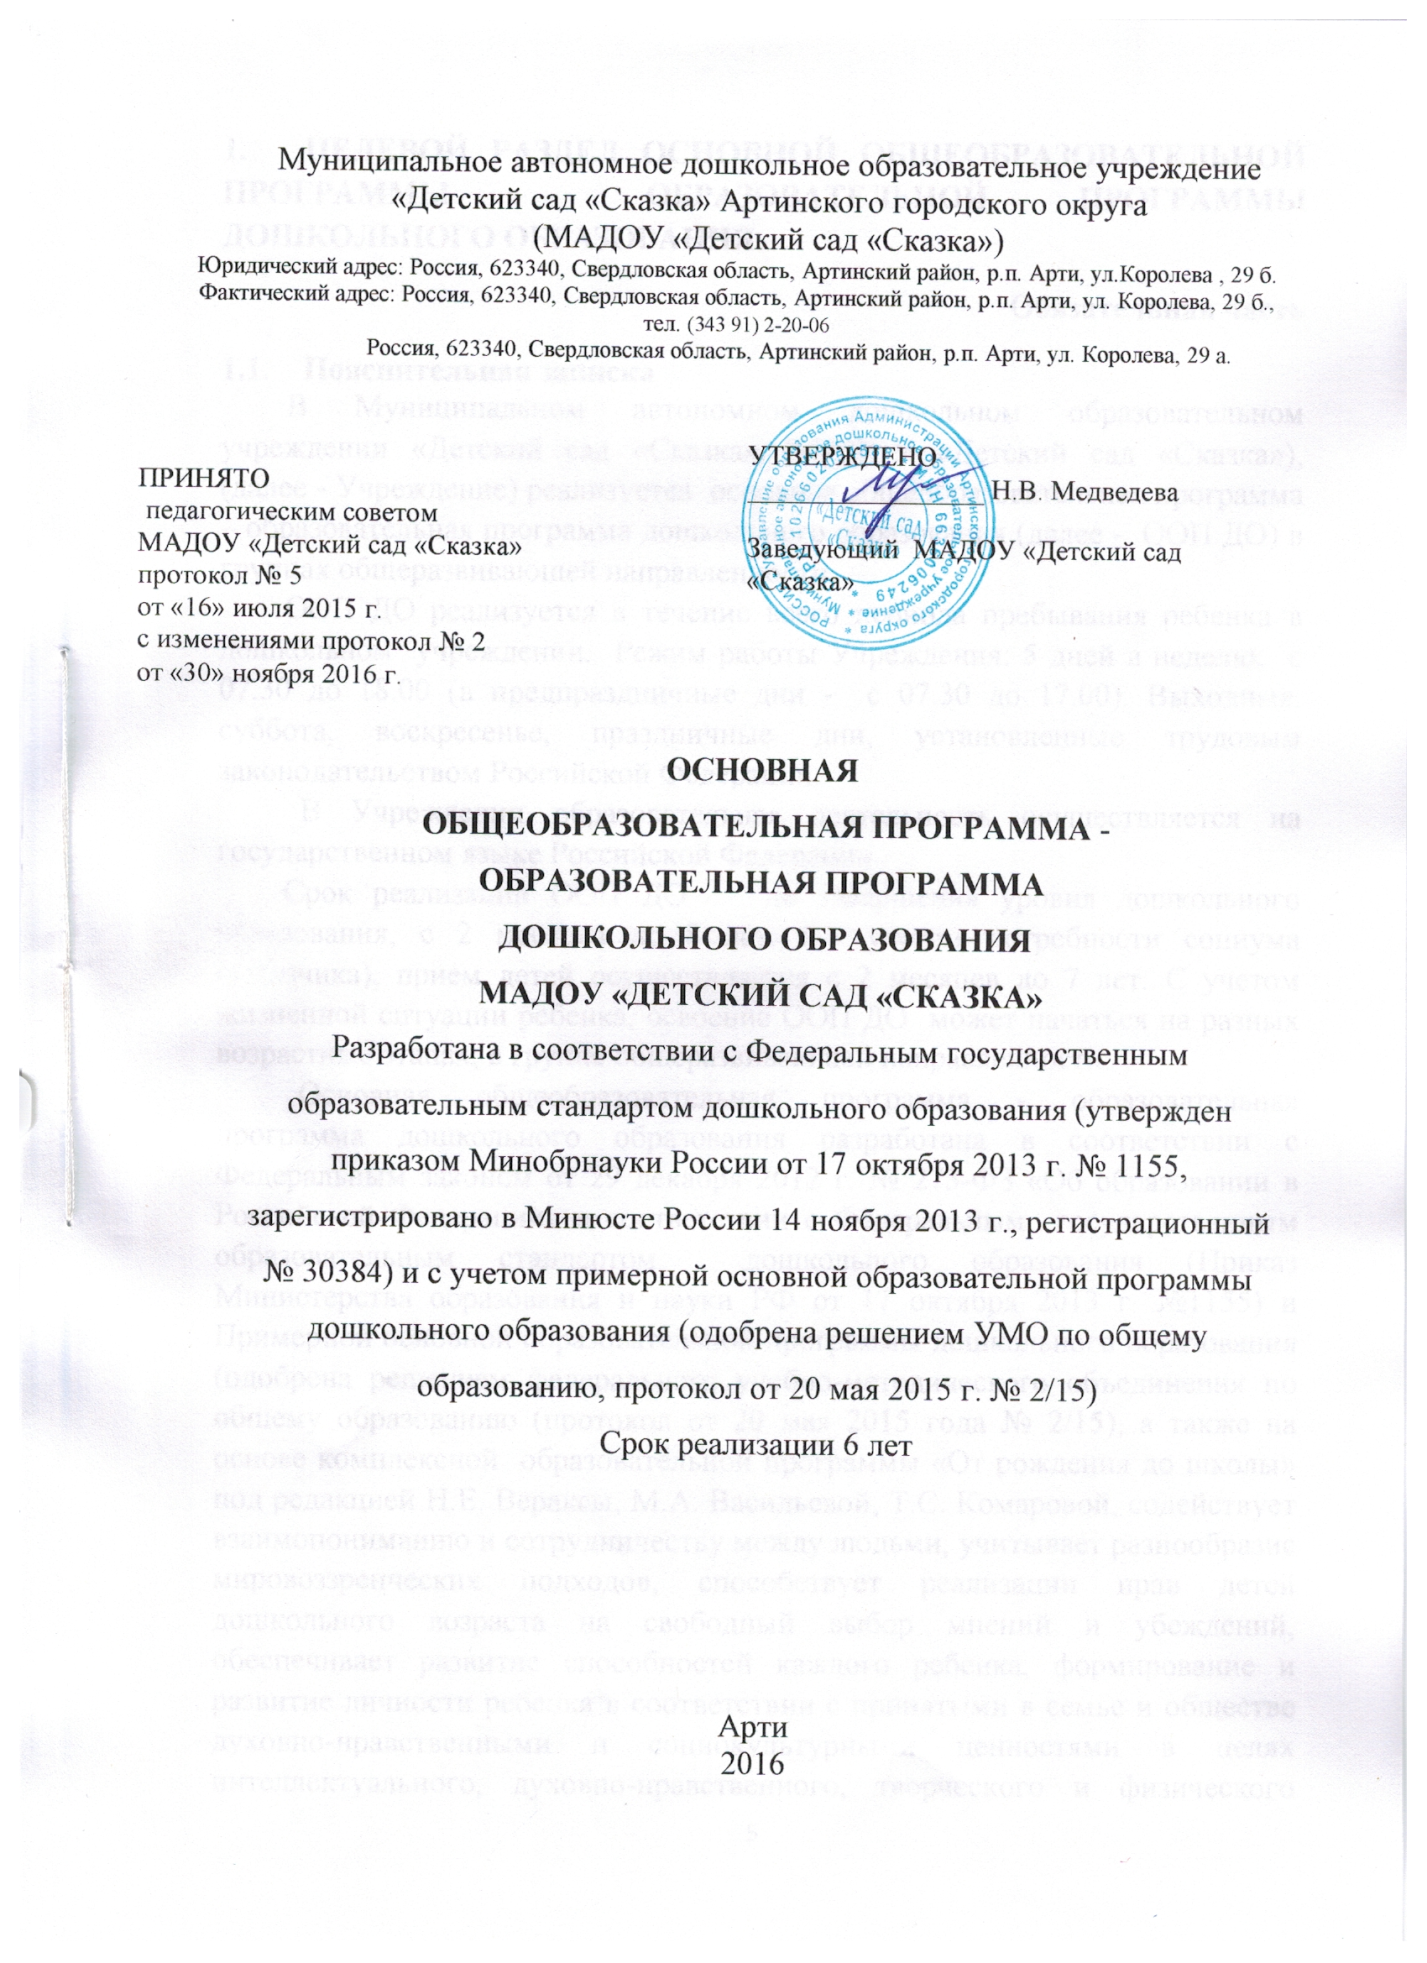 Муниципальное автономное дошкольное образовательное учреждение
«Детский сад «Сказка» Артинского городского округа
(МАДОУ «Детский сад «Сказка»)
Юридический адрес: Россия, 623340, Свердловская область, Артинский район, р.п. Арти, ул.Королева , 29 б.
Фактический адрес: Россия, 623340, Свердловская область, Артинский район, р.п. Арти, ул. Королева, 29 б.,
тел. (343 91) 2-20-06
Россия, 623340, Свердловская область, Артинский район, р.п. Арти, ул. Королева, 29 а.
ПРИНЯТО
педагогическим советом
МАДОУ «Детский сад «Сказка»
протокол № 5
от «16» июля 2015 г.
с изменениями протокол № 2
от «30» ноября 2016 г.
УТВЕРЖДЕНО
Н.В. Медведева
Заведующий МАДОУ «Детский сад
«Сказка»
«Детский сад
«Сказка»
ОСНОВНАЯ
ОБЩЕОБРАЗОВАТЕЛЬНАЯ ПРОГРАММА -
ОБРАЗОВАТЕЛЬНАЯ ПРОГРАММА
ДОШКОЛЬНОГО ОБРАЗОВАНИЯ
МАДОУ «ДЕТСКИЙ САД «СКАЗКА»
Разработана в соответствии с Федеральным государственным
образовательным стандартом дошкольного образования (утвержден
приказом Минобрнауки России от 17 октября 2013 г. № 1155,
зарегистрировано в Минюсте России 14 ноября 2013 г., регистрационный
№ 30384) и с учетом примерной основной образовательной программы
дошкольного образования (одобрена решением УМО по общему
образованию, протокол от 20 мая 2015 г. № 2/15)
Срок реализации 6 лет
Арти
2016